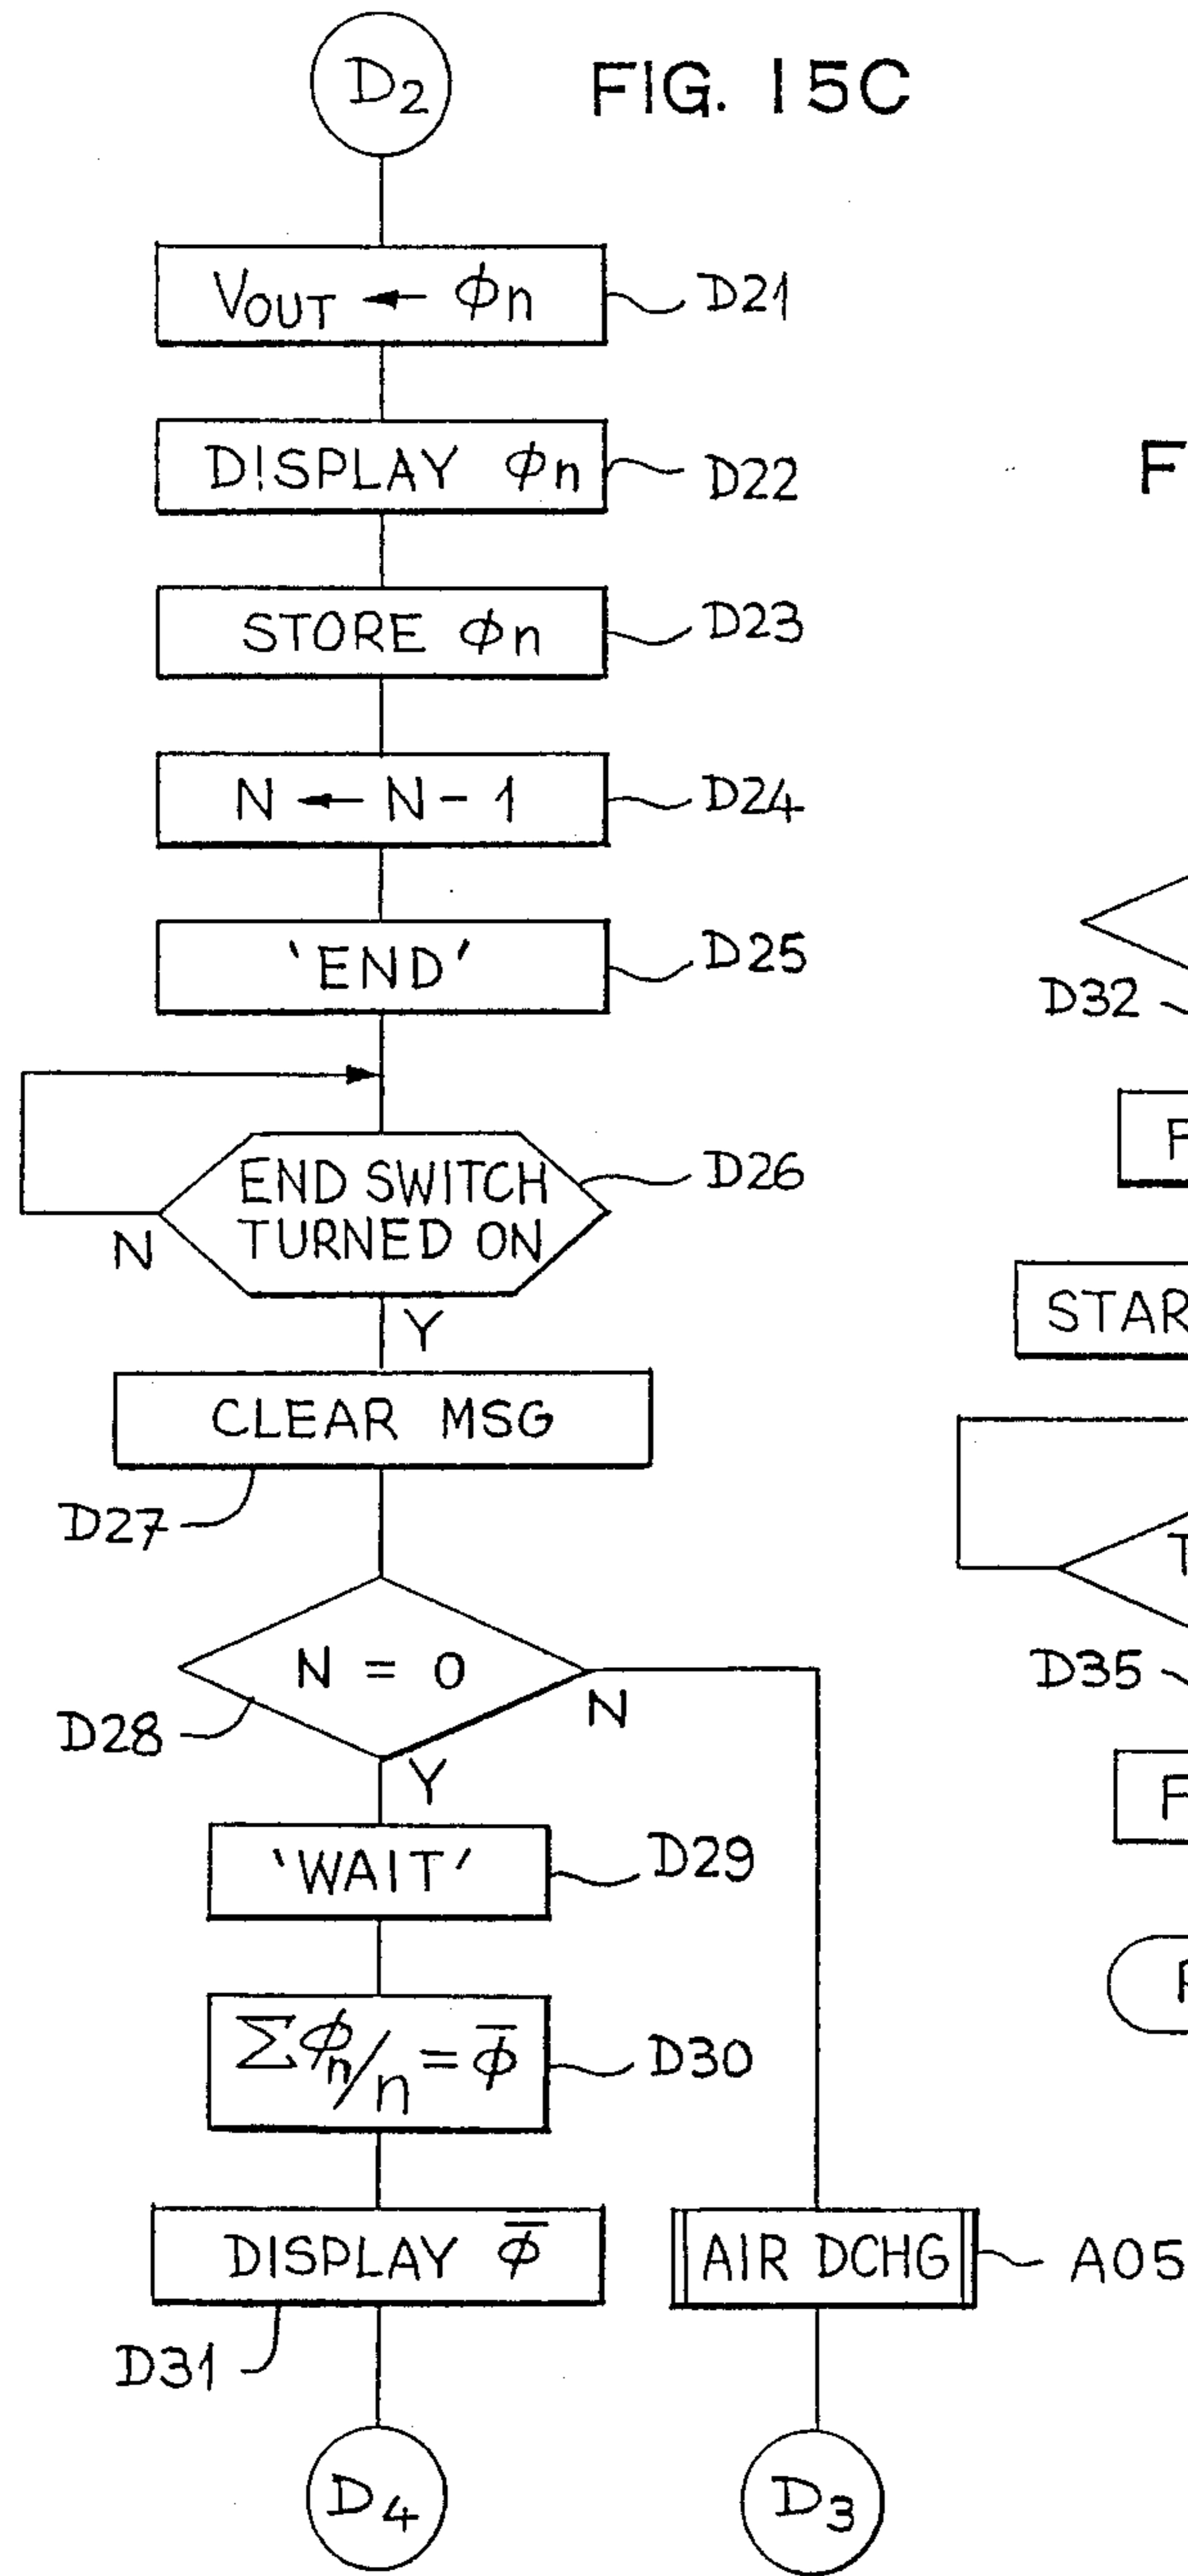 D2
FIG. 15C
VOUT ← ϕn
D21
D!SPLAY ϕn
D22
STORE ϕn
D23
N ← N - 1
D24
'END'
D25
END SWITCH
TURNED ON
D26
N
Y
CLEAR MSG
D27
N = 0
D28
N
Y
'WAIT'
D29
Σϕn/n = ϕ̅
D30
DISPLAY ϕ̅
D31
AIR DCHG
A05
D4
D3
F
D32
F
STAR
T
D35
F